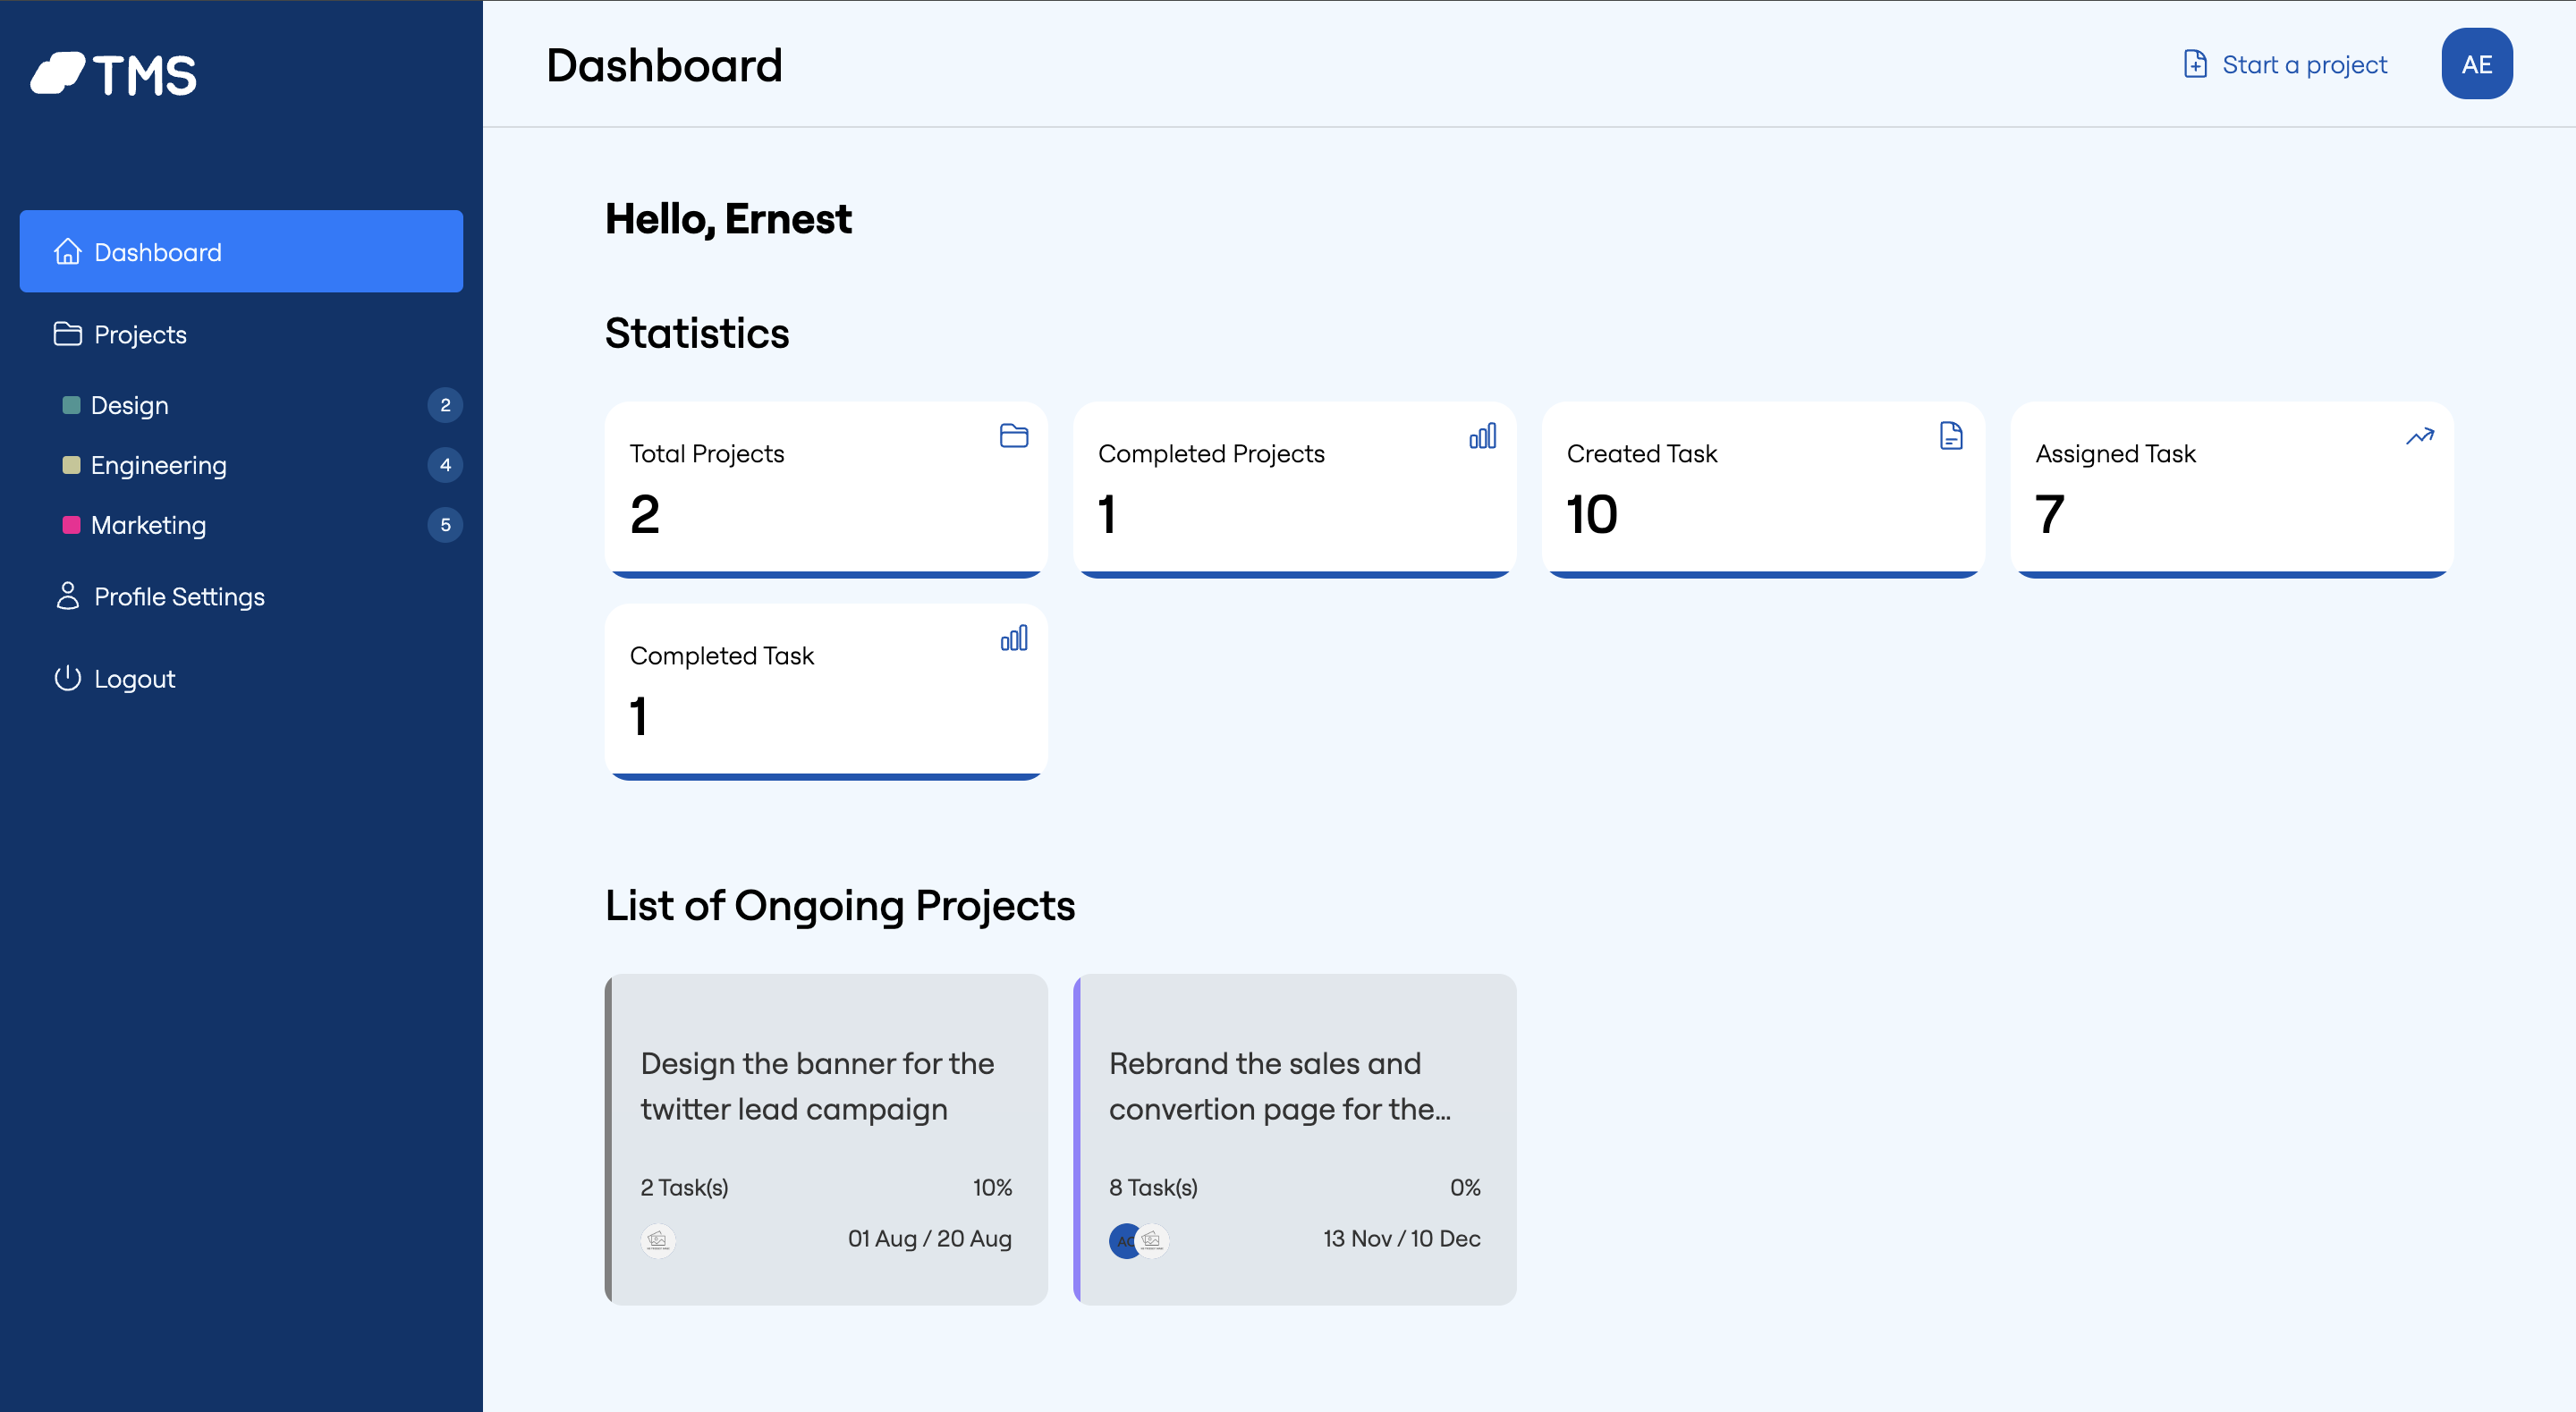 TMS
Dashboard
Projects
Design 2
Engineering 4
Marketing 5
Profile Settings
Logout
Dashboard
Start a project
AE
Hello, Ernest
Statistics
Total Projects
2
Completed Projects
1
Created Task
10
Assigned Task
7
Completed Task
1
List of Ongoing Projects
Design the banner for the
twitter lead campaign
2 Task(s) 10%
01 Aug / 20 Aug
Rebrand the sales and
convertion page for the...
8 Task(s) 0%
13 Nov / 10 Dec